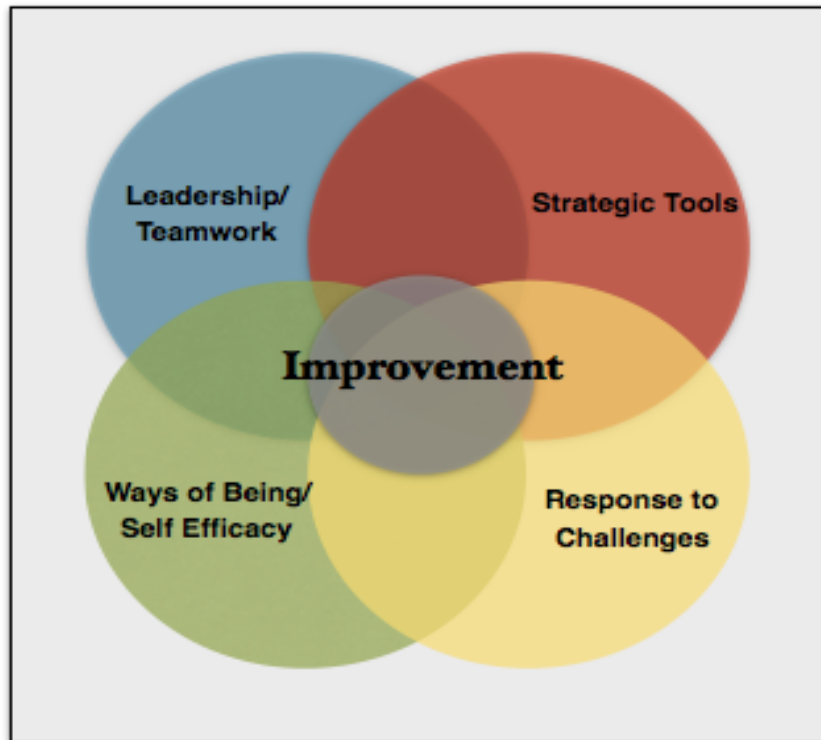 Leadership/
Teamwork
Strategic Tools
Improvement
Ways of Being/
Self Efficacy
Response to
Challenges